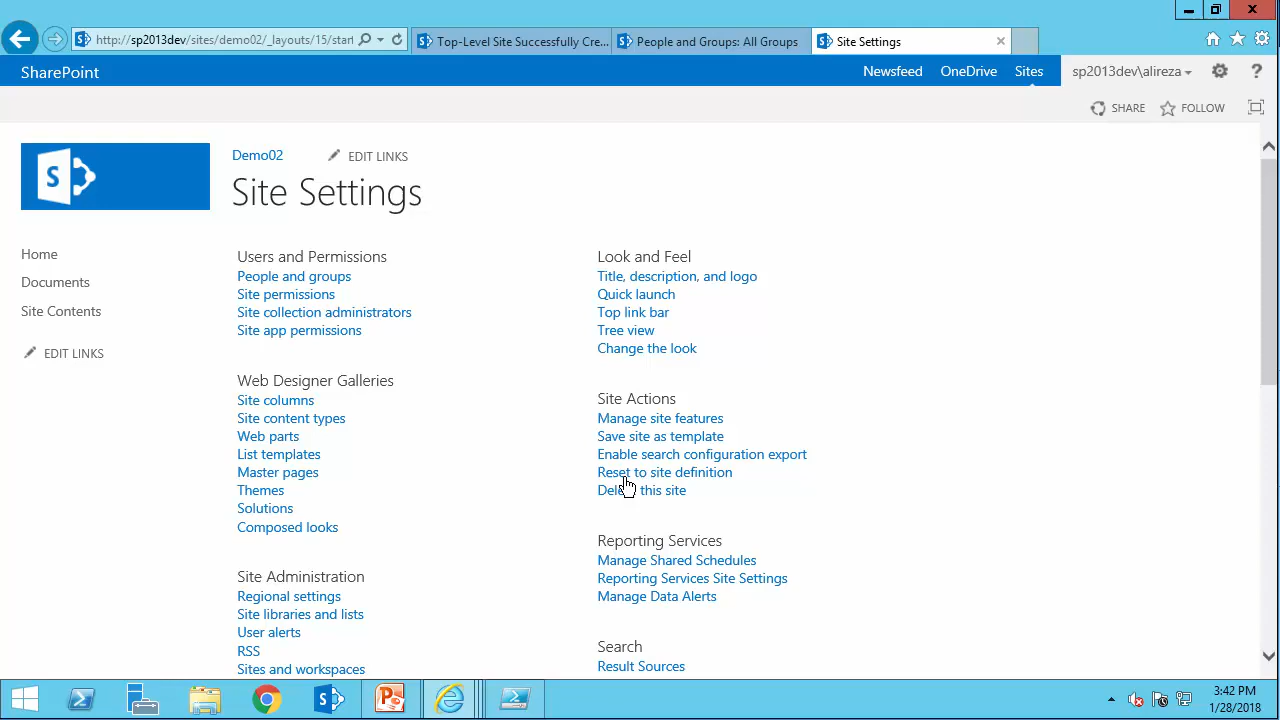 http://sp2013dev/sites/demo02/_layouts/15/start
Top-Level Site Successfully Cre...
People and Groups: All Groups
Site Settings
SharePoint
Newsfeed
OneDrive
Sites
sp2013dev\alireza
?
SHARE
FOLLOW
S
Demo02
EDIT LINKS
Site Settings
Home
Documents
Site Contents
EDIT LINKS
Users and Permissions
People and groups
Site permissions
Site collection administrators
Site app permissions
Web Designer Galleries
Site columns
Site content types
Web parts
List templates
Master pages
Themes
Solutions
Composed looks
Site Administration
Regional settings
Site libraries and lists
User alerts
RSS
Sites and workspaces
Look and Feel
Title, description, and logo
Quick launch
Top link bar
Tree view
Change the look
Site Actions
Manage site features
Save site as template
Enable search configuration export
Reset to site definition
Delete this site
Reporting Services
Manage Shared Schedules
Reporting Services Site Settings
Manage Data Alerts
Search
Result Sources
3:42 PM
1/28/2018